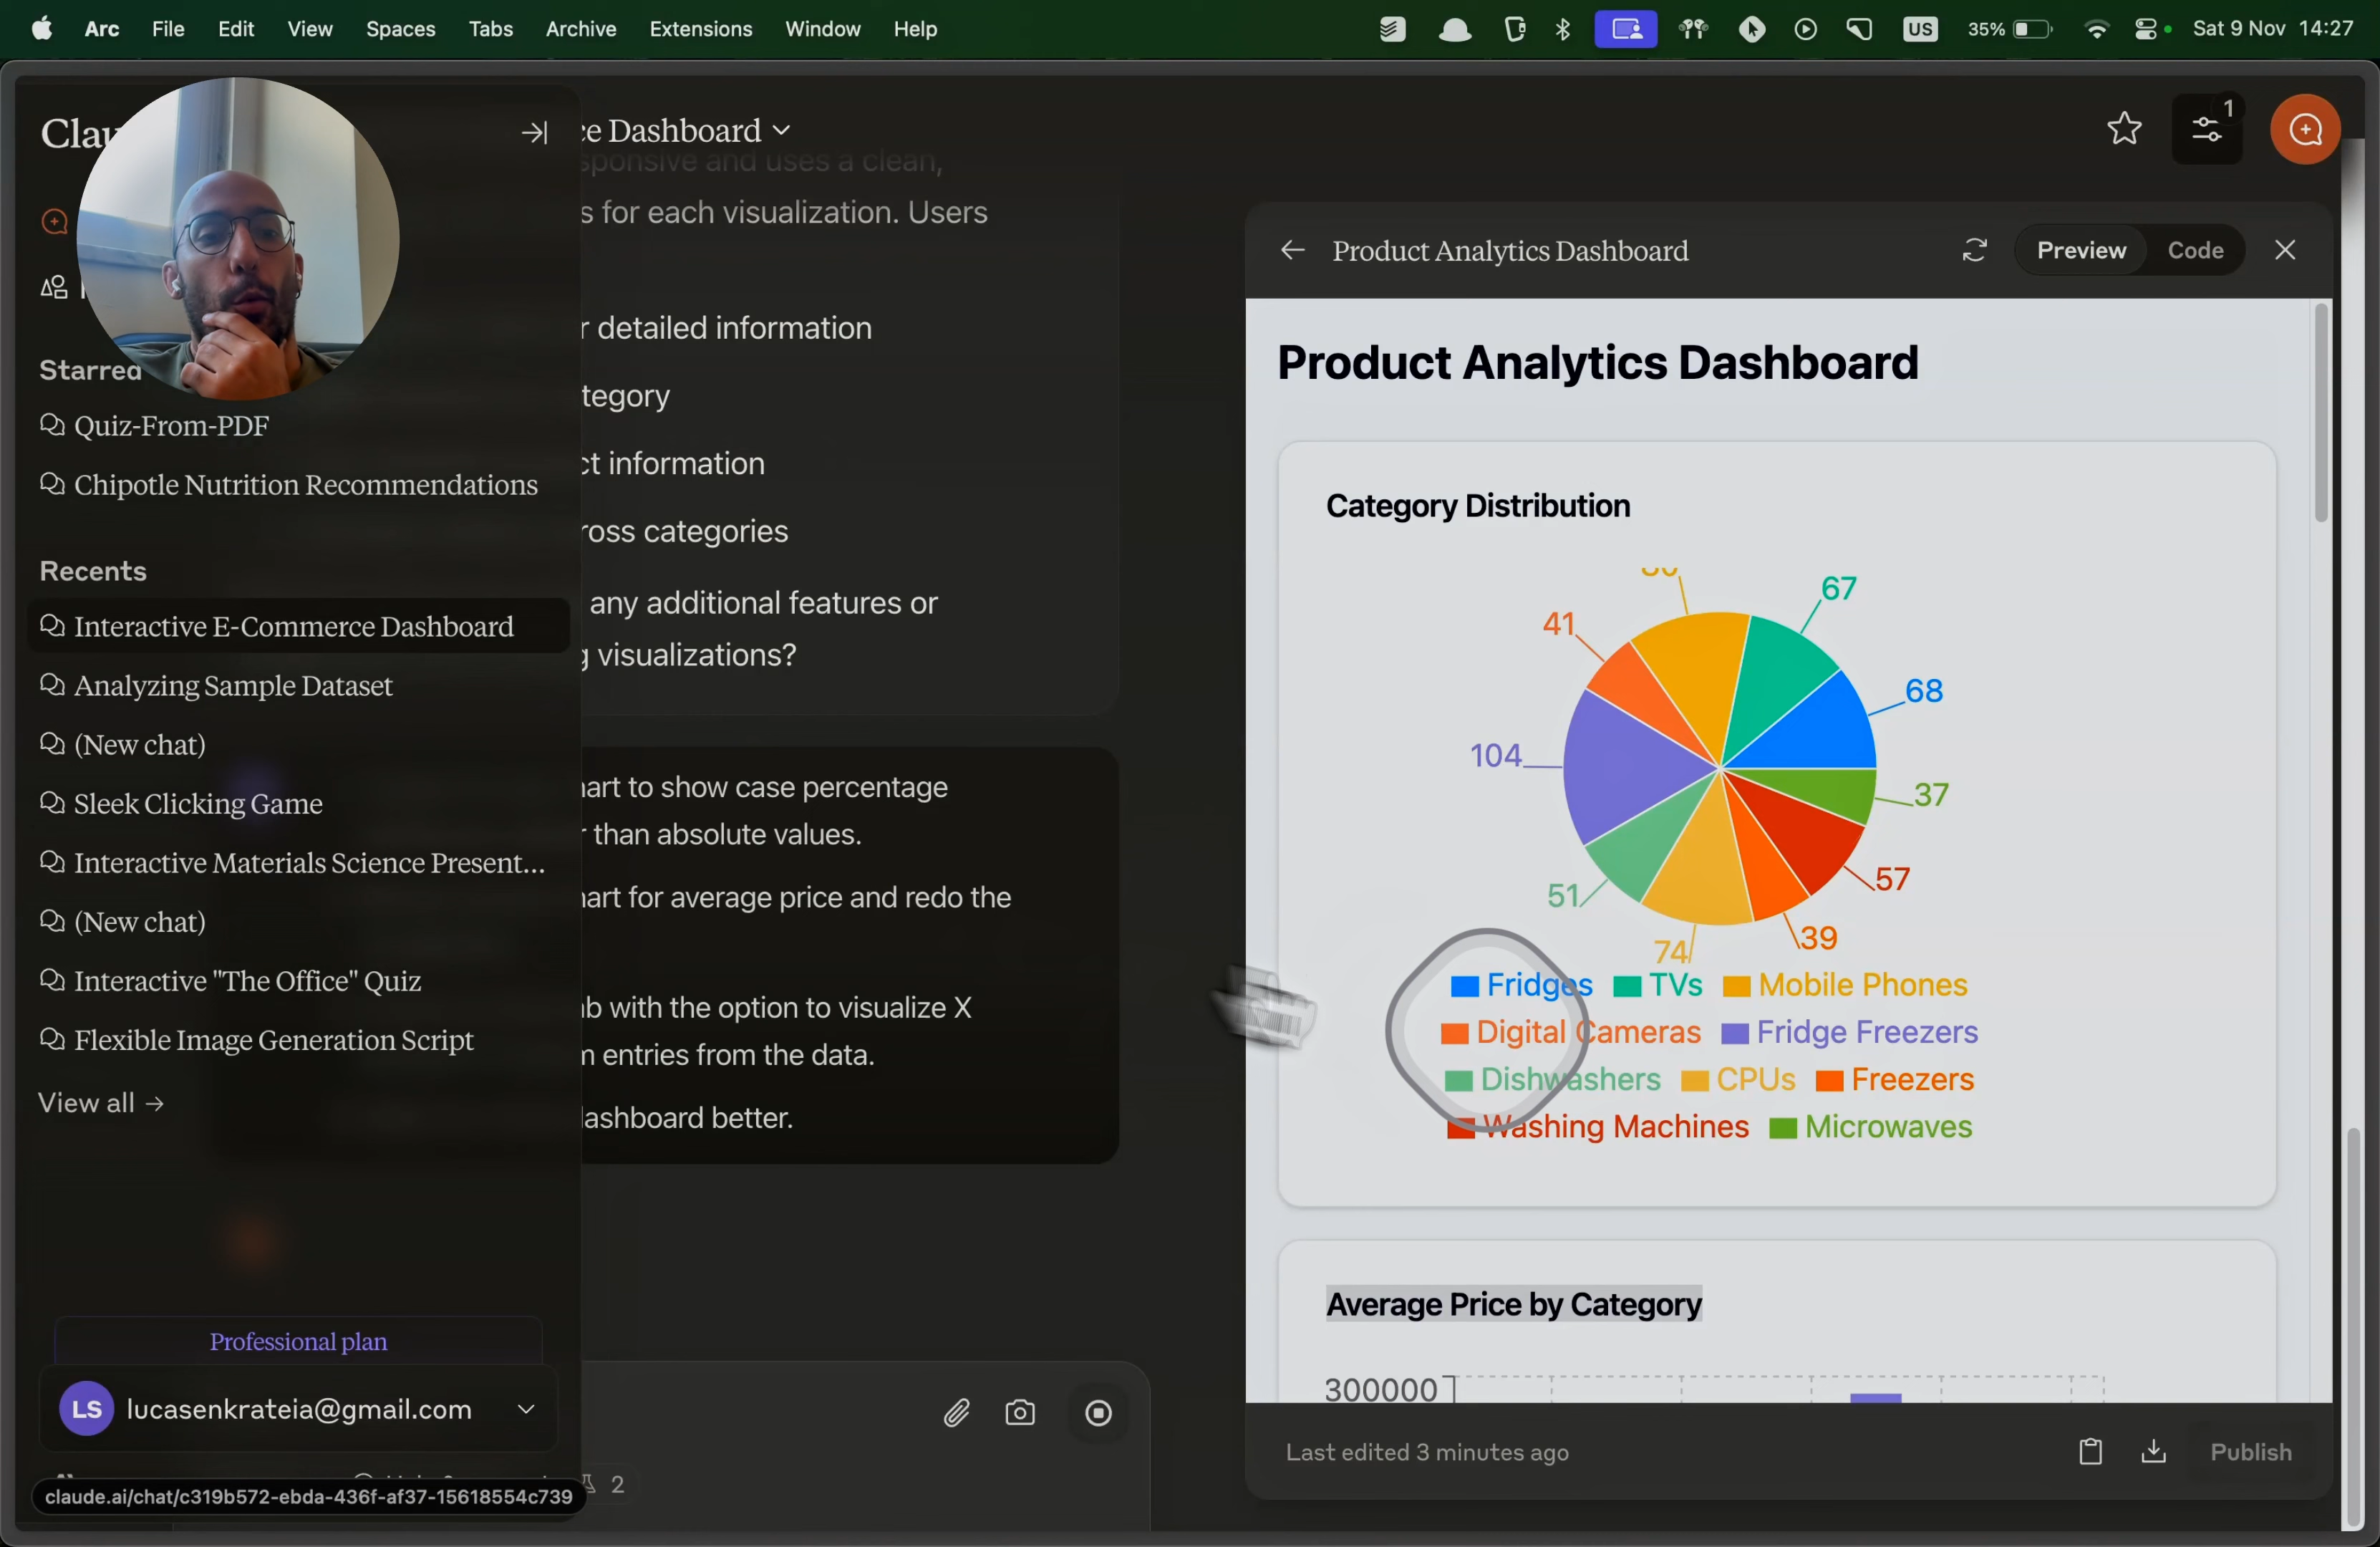 Arc File Edit View Spaces Tabs Archive Extensions Window Help
US 35% Sat 9 Nov 14:27
Dashboard
1
for each visualization. Users
detailed information
information
categories
any additional features or
visualizations?
to show case percentage
than absolute values.
for average price and redo the
with the option to visualize X
entries from the data.
better.
2
Starred
Quiz-From-PDF
Chipotle Nutrition Recommendations
Recents
Interactive E-Commerce Dashboard
Analyzing Sample Dataset
(New chat)
Sleek Clicking Game
Interactive Materials Science Present...
(New chat)
Interactive "The Office" Quiz
Flexible Image Generation Script
View all →
Professional plan
LS lucasenkrateia@gmail.com
claude.ai/chat/c319b572-ebda-436f-af37-15618554c739
Product Analytics Dashboard
Preview Code
Product Analytics Dashboard
Category Distribution
67
41
68
104
37
57
51
39
74
Fridges TVs Mobile Phones
Digital Cameras Fridge Freezers
Dishwashers CPUs Freezers
Washing Machines Microwaves
Average Price by Category
300000
Last edited 3 minutes ago
Publish